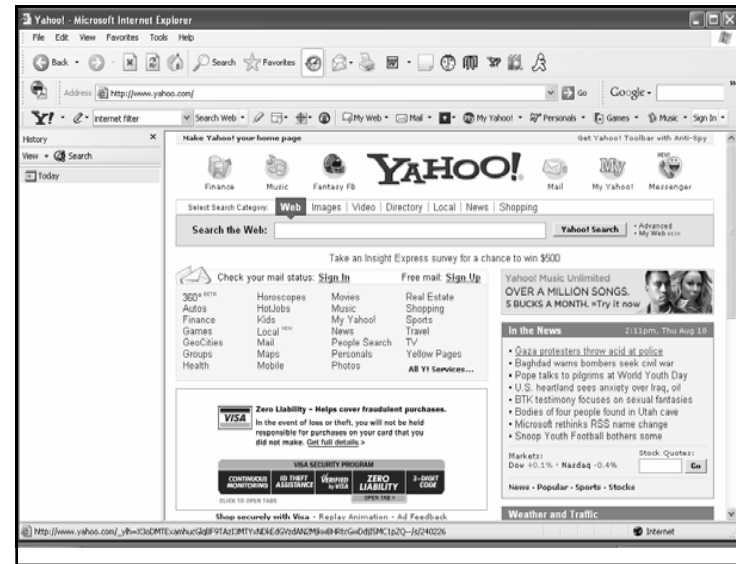 Yahoo! - Microsoft Internet Explorer
File Edit View Favorites Tools Help
Back Search Favorites
Address http://www.yahoo.com/ Go Google
Y! internet filter Search Web My Web Mail My Yahoo! Personals Games Music Sign In
History
View Search
Today
Make Yahoo! your home page Get Yahoo! Toolbar with Anti-Spy
YAHOO!
Finance Music Fantasy FB Mail My Yahoo! Messenger
Select Search Category: Web Images | Video | Directory | Local | News | Shopping
Search the Web: Yahoo! Search • Advanced
• My Web BETA
Take an Insight Express survey for a chance to win $500
Check your mail status: Sign In Free mail: Sign Up
360° BETA Horoscopes Movies Real Estate
Autos HotJobs Music Shopping
Finance Kids My Yahoo! Sports
Games Local NEW News Travel
GeoCities Mail People Search TV
Groups Maps Personals Yellow Pages
Health Mobile Photos All Y! Services...
Yahoo! Music Unlimited
OVER A MILLION SONGS.
5 BUCKS A MONTH. »Try it now
In the News 2:11pm, Thu Aug 18
• Gaza protesters throw acid at police
• Baghdad warns bombers seek civil war
• Pope talks to pilgrims at World Youth Day
• U.S. heartland sees anxiety over Iraq, oil
• BTK testimony focuses on sexual fantasies
• Bodies of four people found in Utah cave
• Microsoft rethinks RSS name change
• Snoop Youth Football bothers some
Markets: Stock Quotes:
Dow +0.1% · Nasdaq -0.4% Go
News - Popular - Sports - Stocks
Weather and Traffic
VISA
Zero Liability – Helps cover fraudulent purchases.
In the event of loss or theft, you will not be held
responsible for purchases on your card that you
did not make. Get full details >
VISA SECURITY PROGRAM
CONTINUOUS MONITORING ID THEFT ASSISTANCE VERIFIED by VISA ZERO LIABILITY 3-DIGIT CODE
CLICK TO OPEN TABS OPEN TAB
Shop securely with Visa - Replay Animation - Ad Feedback
Internet